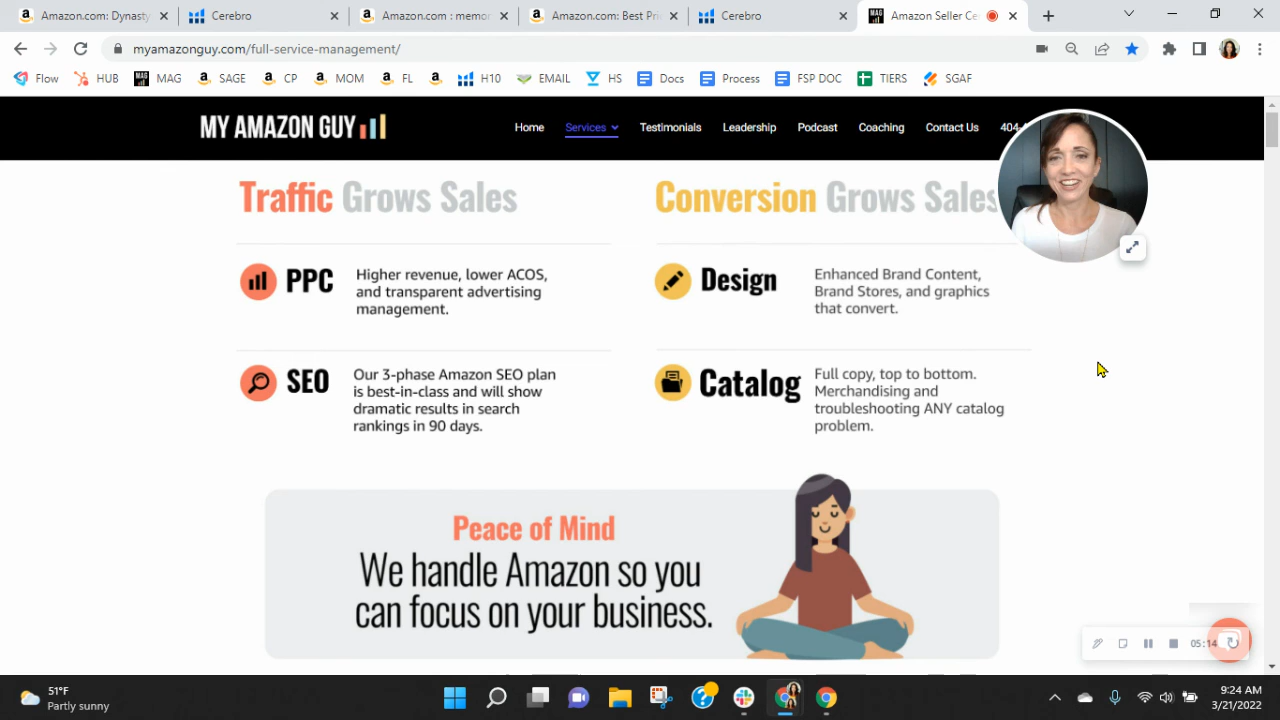 Amazon.com: Dynasty
Cerebro
Amazon.com : memor
Amazon.com: Best Pri
Cerebro
MAG
Amazon Seller Ce
myamazonguy.com/full-service-management/
Flow
HUB
MAG
MAG
SAGE
CP
MOM
FL
H10
EMAIL
HS
Docs
Process
FSP DOC
TIERS
SGAF
MY AMAZON GUY
Home
Services
Testimonials
Leadership
Podcast
Coaching
Contact Us
Traffic Grows Sales
Conversion Grows Sales
PPC
Higher revenue, lower ACOS,
and transparent advertising
management.
Design
Enhanced Brand Content,
Brand Stores, and graphics
that convert.
SEO
Our 3-phase Amazon SEO plan
is best-in-class and will show
dramatic results in search
rankings in 90 days.
Catalog
Full copy, top to bottom.
Merchandising and
troubleshooting ANY catalog
problem.
Peace of Mind
We handle Amazon so you
can focus on your business.
05:14
51°F
Partly sunny
9:24 AM
3/21/2022